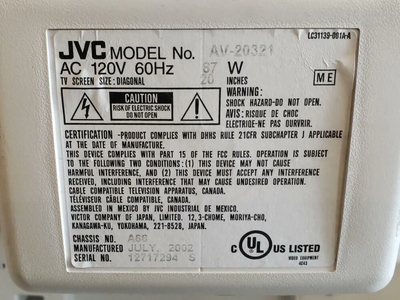 LC31139-001A-A
JVC MODEL No. AV-20321
AC 120V 60Hz 87 W
TV SCREEN SIZE: DIAGONAL 20 INCHES
ME
CAUTION
RISK OF ELECTRIC SHOCK
DO NOT OPEN
WARNING:
SHOCK HAZARD-DO NOT OPEN.
AVIS:
RISQUE DE CHOC
ELECTRIQUE-NE PAS OUVRIR.
CERTIFICATION -PRODUCT COMPLIES WITH DHHS RULE 21CFR SUBCHAPTER J APPLICABLE
AT THE DATE OF MANUFACTURE.
THIS DEVICE COMPLIES WITH PART 15 OF THE FCC RULES. OPERATION IS SUBJECT
TO THE FOLLOWING TWO CONDITIONS: (1) THIS DEVICE MAY NOT CAUSE
HARMFUL INTERFERENCE, AND (2) THIS DEVICE MUST ACCEPT ANY INTERFERENCE
RECEIVED, INCLUDING INTERFERENCE THAT MAY CAUSE UNDESIRED OPERATION.
CABLE COMPATIBLE TELEVISION APPARATUS, CANADA.
TÉLÉVISEUR CÂBLE COMPATIBLE, CANADA.
ASSEMBLED IN MEXICO BY JVC INDUSTRIAL DE MEXICO.
VICTOR COMPANY OF JAPAN, LIMITED. 12, 3-CHOME, MORIYA-CHO,
KANAGAWA-KU, YOKOHAMA, 221-8528, JAPAN
CHASSIS NO. A66
MANUFACTURED JULY, 2002
SERIAL NO. 12717294 S
C UL US LISTED
VIDEO EQUIPMENT
4D43